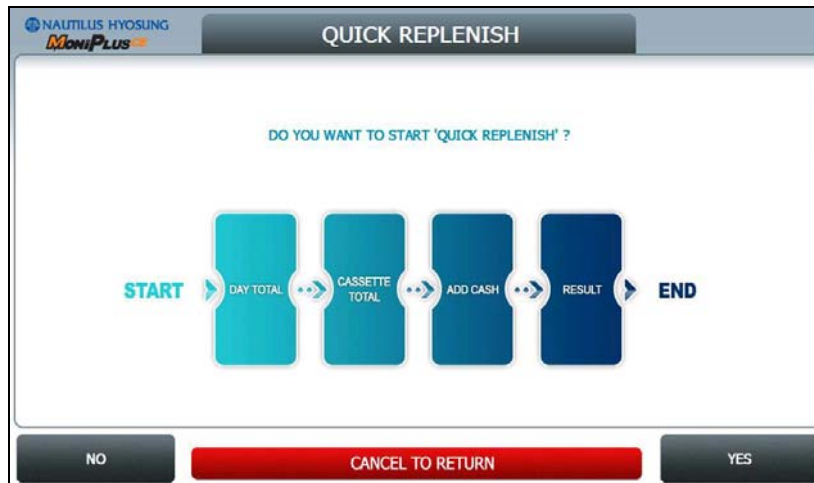 NAUTILUS HYOSUNG
MONIPLUS CE
QUICK REPLENISH
DO YOU WANT TO START 'QUICK REPLENISH' ?
START
DAY TOTAL
CASSETTE
TOTAL
ADD CASH
RESULT
END
NO
CANCEL TO RETURN
YES